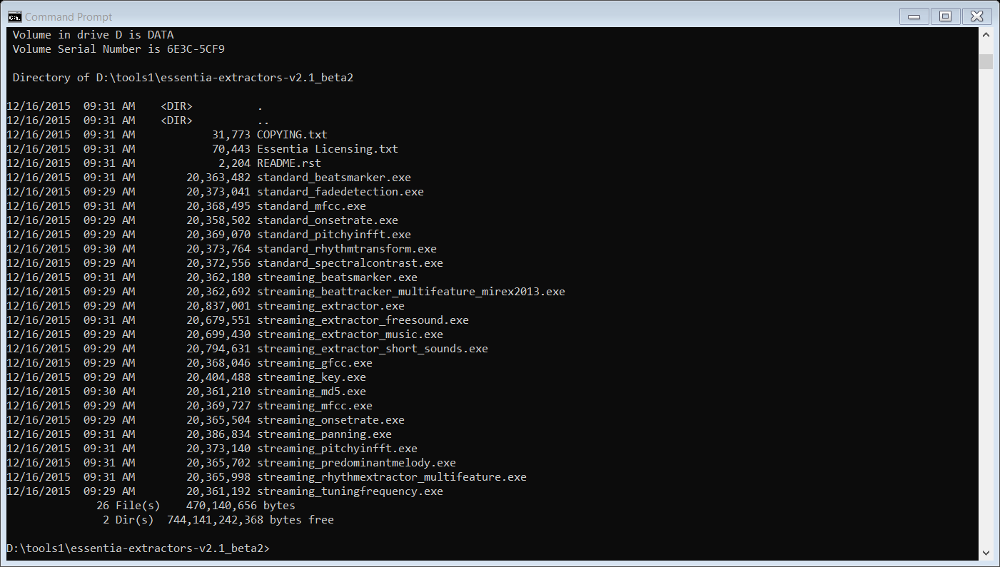 Command Prompt
 Volume in drive D is DATA
 Volume Serial Number is 6E3C-5CF9

 Directory of D:\tools1\essentia-extractors-v2.1_beta2

12/16/2015  09:31 AM    <DIR>          .
12/16/2015  09:31 AM    <DIR>          ..
12/16/2015  09:31 AM            31,773 COPYING.txt
12/16/2015  09:31 AM            70,443 Essentia Licensing.txt
12/16/2015  09:31 AM             2,204 README.rst
12/16/2015  09:31 AM        20,363,482 standard_beatsmarker.exe
12/16/2015  09:29 AM        20,373,041 standard_fadedetection.exe
12/16/2015  09:31 AM        20,368,495 standard_mfcc.exe
12/16/2015  09:29 AM        20,358,502 standard_onsetrate.exe
12/16/2015  09:29 AM        20,369,070 standard_pitchyinfft.exe
12/16/2015  09:30 AM        20,373,764 standard_rhythmtransform.exe
12/16/2015  09:29 AM        20,372,556 standard_spectralcontrast.exe
12/16/2015  09:31 AM        20,362,180 streaming_beatsmarker.exe
12/16/2015  09:29 AM        20,362,692 streaming_beattracker_multifeature_mirex2013.exe
12/16/2015  09:29 AM        20,837,001 streaming_extractor.exe
12/16/2015  09:31 AM        20,679,551 streaming_extractor_freesound.exe
12/16/2015  09:29 AM        20,699,430 streaming_extractor_music.exe
12/16/2015  09:29 AM        20,794,631 streaming_extractor_short_sounds.exe
12/16/2015  09:29 AM        20,368,046 streaming_gfcc.exe
12/16/2015  09:29 AM        20,404,488 streaming_key.exe
12/16/2015  09:30 AM        20,361,210 streaming_md5.exe
12/16/2015  09:29 AM        20,369,727 streaming_mfcc.exe
12/16/2015  09:29 AM        20,365,504 streaming_onsetrate.exe
12/16/2015  09:31 AM        20,386,834 streaming_panning.exe
12/16/2015  09:31 AM        20,373,140 streaming_pitchyinfft.exe
12/16/2015  09:31 AM        20,365,702 streaming_predominantmelody.exe
12/16/2015  09:31 AM        20,365,998 streaming_rhythmextractor_multifeature.exe
12/16/2015  09:29 AM        20,361,192 streaming_tuningfrequency.exe
              26 File(s)    470,140,656 bytes
               2 Dir(s)  744,141,242,368 bytes free

D:\tools1\essentia-extractors-v2.1_beta2>